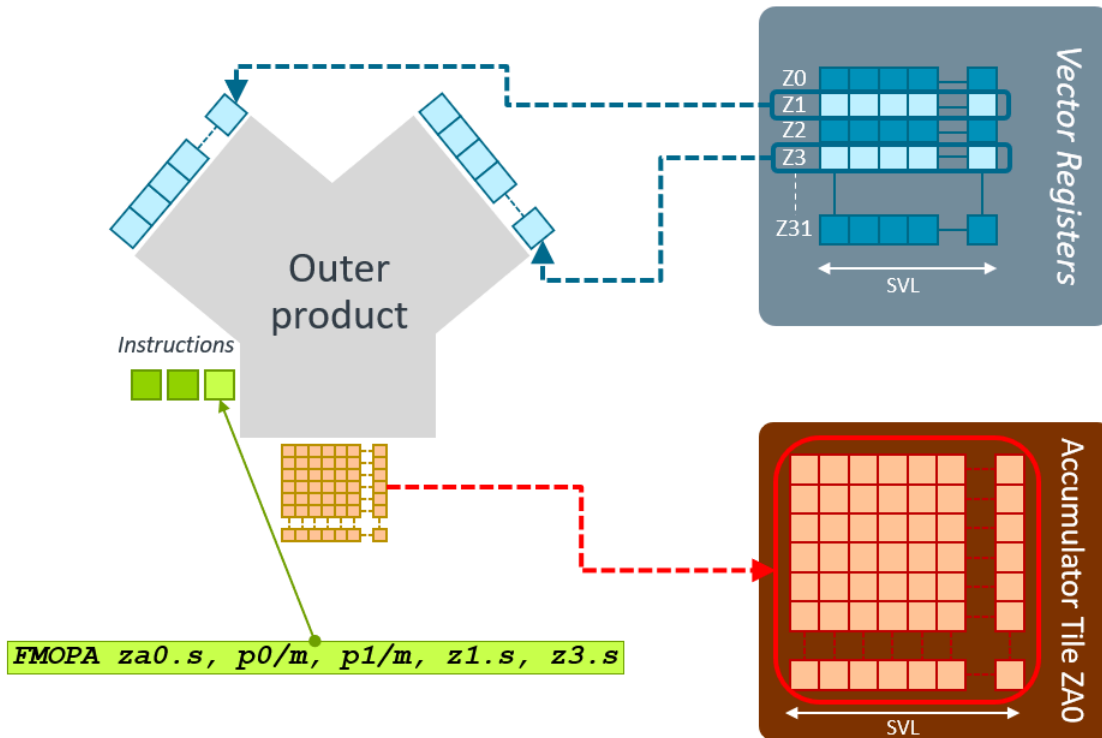 Vector Registers
Z0
Z1
Z2
Z3
Z31
SVL
Outer
product
Instructions
Accumulator Tile ZA0
SVL
FMOPA za0.s, p0/m, p1/m, z1.s, z3.s